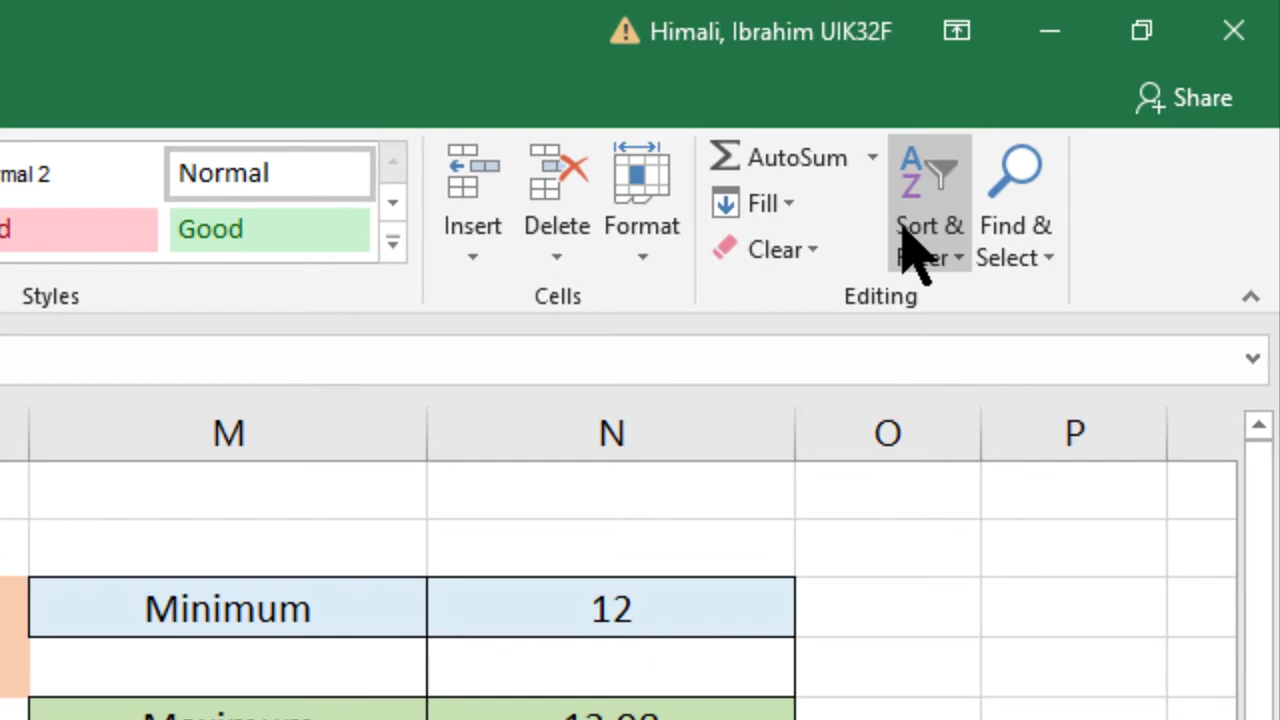 Himali, Ibrahim UIK32F
Share
mal 2
Normal
d
Good
Styles
Insert
Delete
Format
Cells
AutoSum
Fill
Clear
Sort &
Find &
Select
Editing
M N O P
Minimum 12